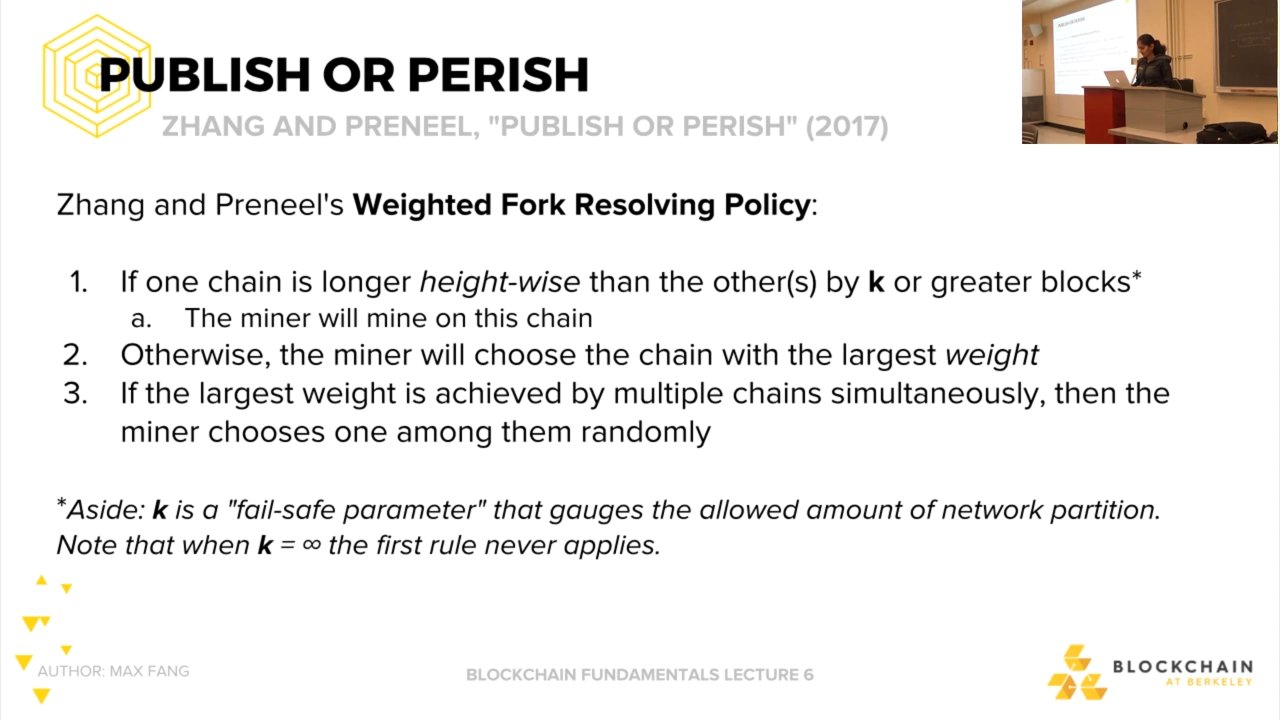 PUBLISH OR PERISH
ZHANG AND PRENEEL, "PUBLISH OR PERISH" (2017)
Zhang and Preneel's Weighted Fork Resolving Policy:
1. If one chain is longer height-wise than the other(s) by k or greater blocks*
a. The miner will mine on this chain
2. Otherwise, the miner will choose the chain with the largest weight
3. If the largest weight is achieved by multiple chains simultaneously, then the
miner chooses one among them randomly
*Aside: k is a "fail-safe parameter" that gauges the allowed amount of network partition.
Note that when k = ∞ the first rule never applies.
AUTHOR: MAX FANG
BLOCKCHAIN FUNDAMENTALS LECTURE 6
BLOCKCHAIN
AT BERKELEY